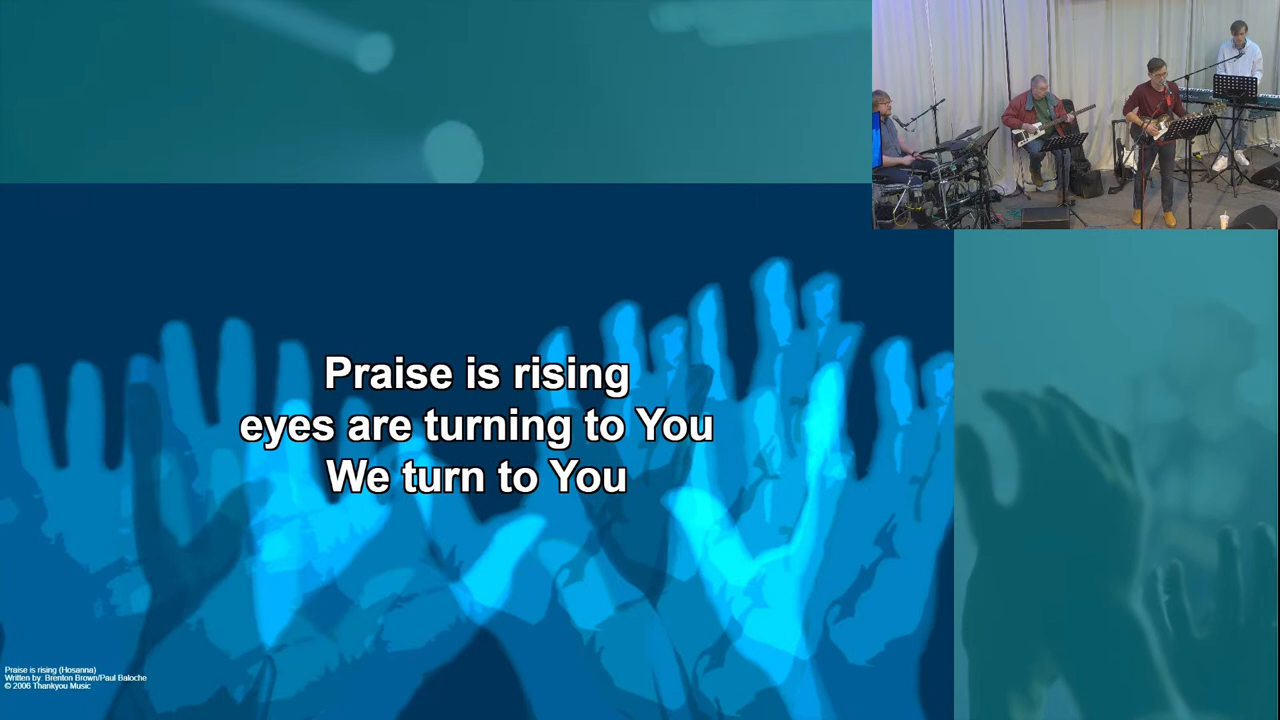 Praise is rising
eyes are turning to You
We turn to You
Praise is rising (Hosanna)
Written by: Brenton Brown/Paul Baloche
© 2006 Thankyou Music